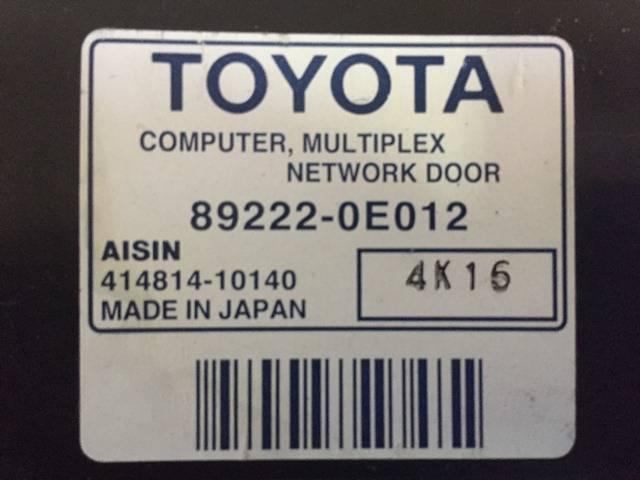 TOYOTA
COMPUTER, MULTIPLEX
NETWORK DOOR
89222-0E012
AISIN
414814-10140
MADE IN JAPAN
4K16